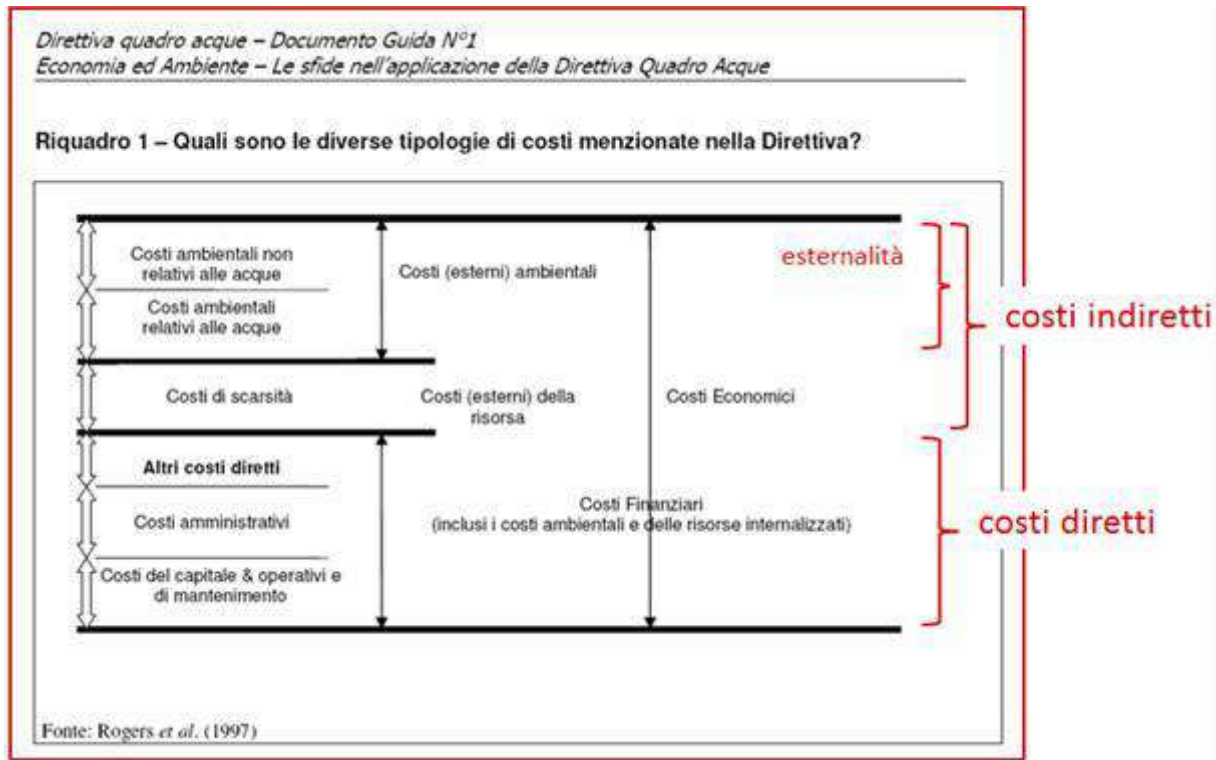 Direttiva quadro acque – Documento Guida N°1
Economia ed Ambiente – Le sfide nell'applicazione della Direttiva Quadro Acque
Riquadro 1 – Quali sono le diverse tipologie di costi menzionate nella Direttiva?
Costi ambientali non
relativi alle acque
Costi (esterni) ambientali
esternalità
Costi ambientali
relativi alle acque
costi indiretti
Costi di scarsità
Costi (esterni) della
risorsa
Costi Economici
Altri costi diretti
Costi amministrativi
Costi Finanziari
(inclusi i costi ambientali e delle risorse internalizzati)
costi diretti
Costi del capitale & operativi e
di mantenimento
Fonte: Rogers et al. (1997)